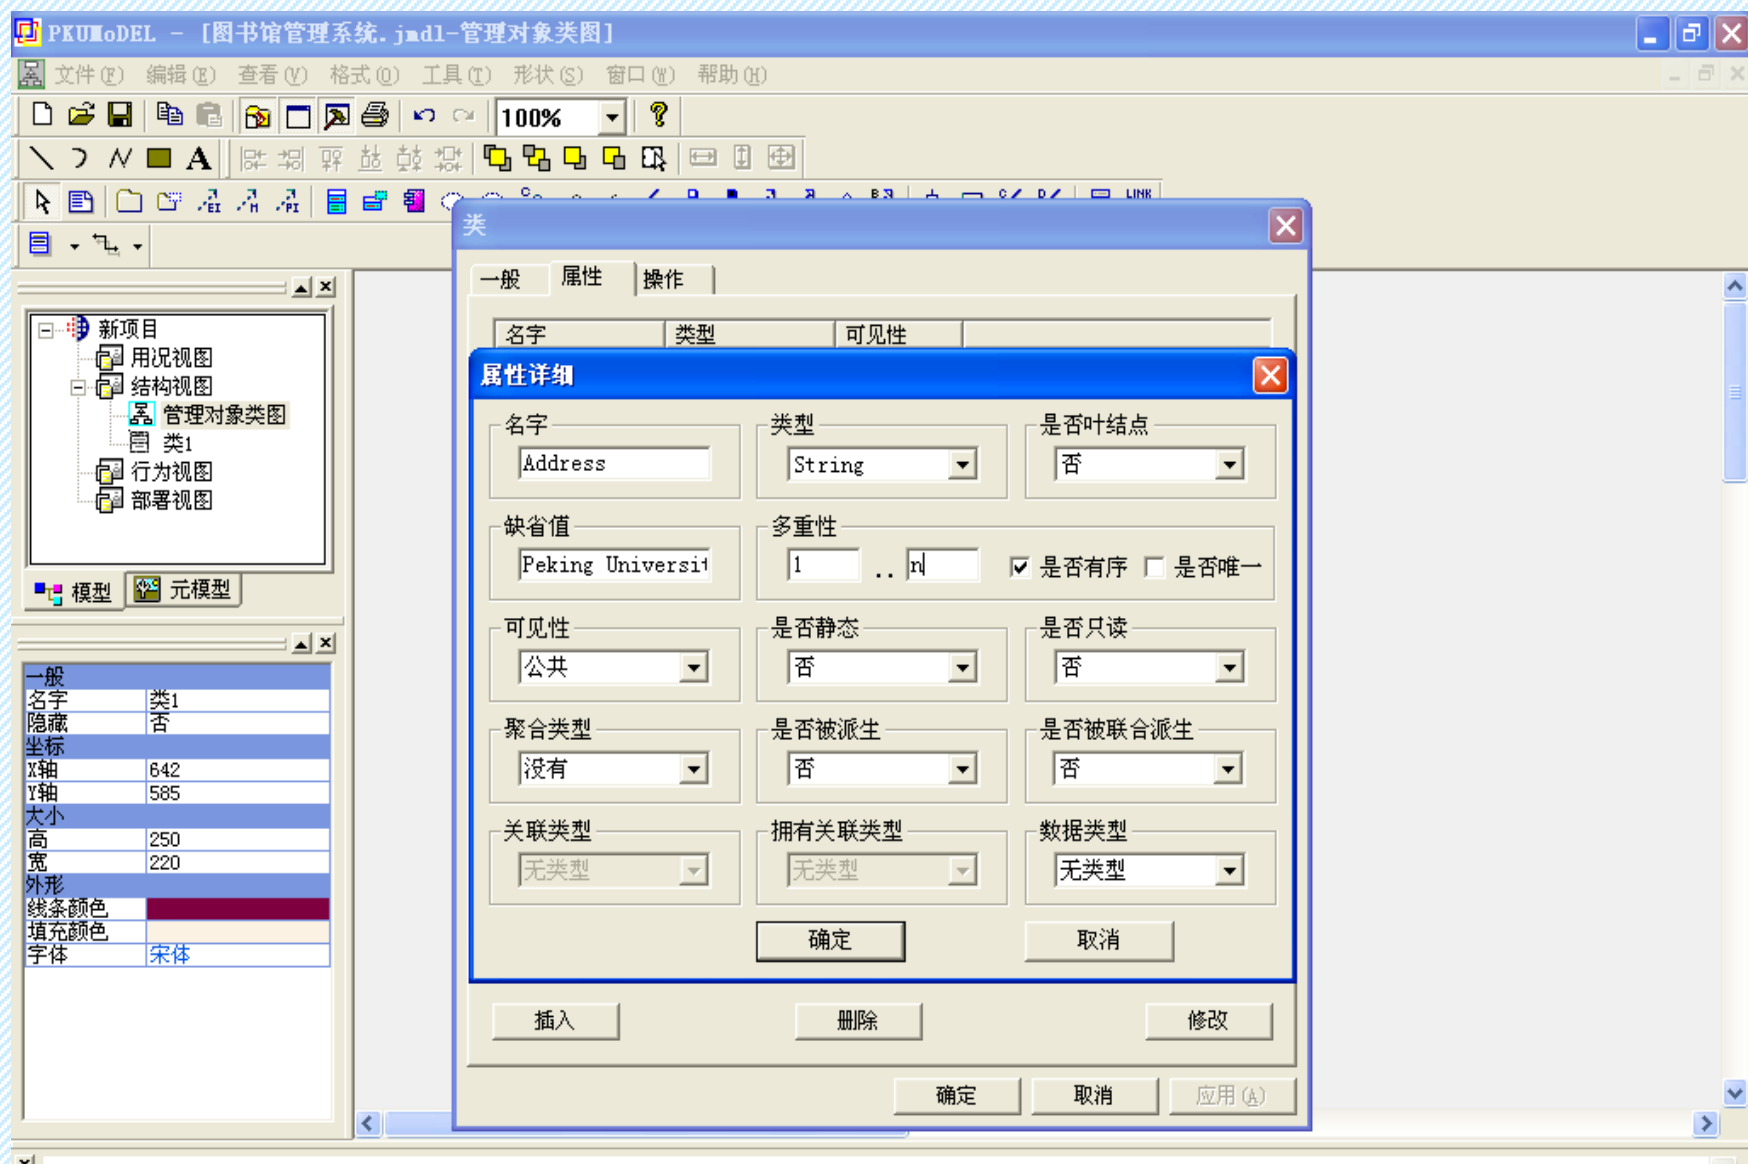 PKUMoDEL - [图书馆管理系统.jmdl-管理对象类图]
文件(F) 编辑(E) 查看(V) 格式(O) 工具(T) 形状(S) 窗口(W) 帮助(H)
100%
A
EI M PI LINK
类
一般 属性 操作
名字 类型 可见性
新项目
用况视图
结构视图
管理对象类图
类1
行为视图
部署视图
模型 元模型
一般
名字 类1
隐藏 否
坐标
X轴 642
Y轴 585
大小
高 250
宽 220
外形
线条颜色
填充颜色
字体 宋体
属性详细
名字 类型 是否叶结点
Address String 否
缺省值 多重性
Peking Universit 1 .. n 是否有序 是否唯一
可见性 是否静态 是否只读
公共 否 否
聚合类型 是否被派生 是否被联合派生
没有 否 否
关联类型 拥有关联类型 数据类型
无类型 无类型 无类型
确定 取消
插入 删除 修改
确定 取消 应用(A)